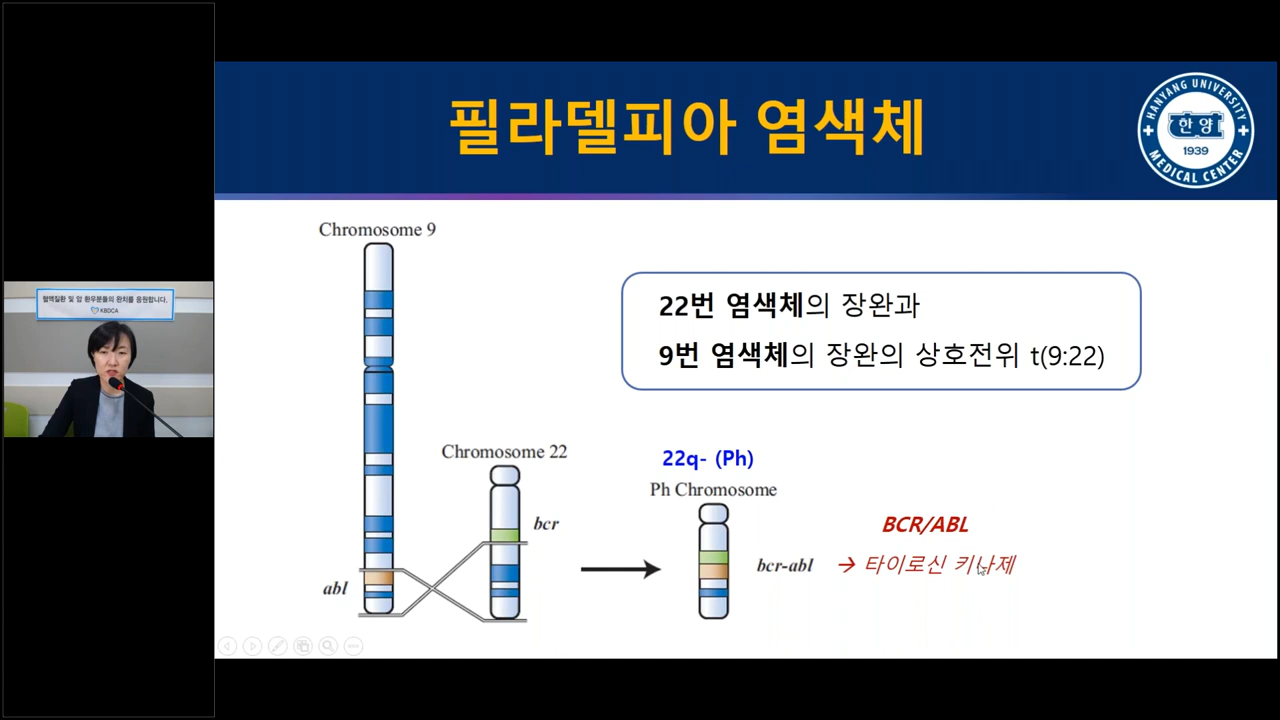 필라델피아 염색체
HANYANG UNIVERSITY
한양
1939
MEDICAL CENTER
혈액질환 및 암 환우분들의 완치를 응원합니다.
KBDCA
Chromosome 9
22번 염색체의 장완과
9번 염색체의 장완의 상호전위 t(9:22)
Chromosome 22
22q- (Ph)
Ph Chromosome
bcr
BCR/ABL
abl
bcr-abl
→ 타이로신 키나제